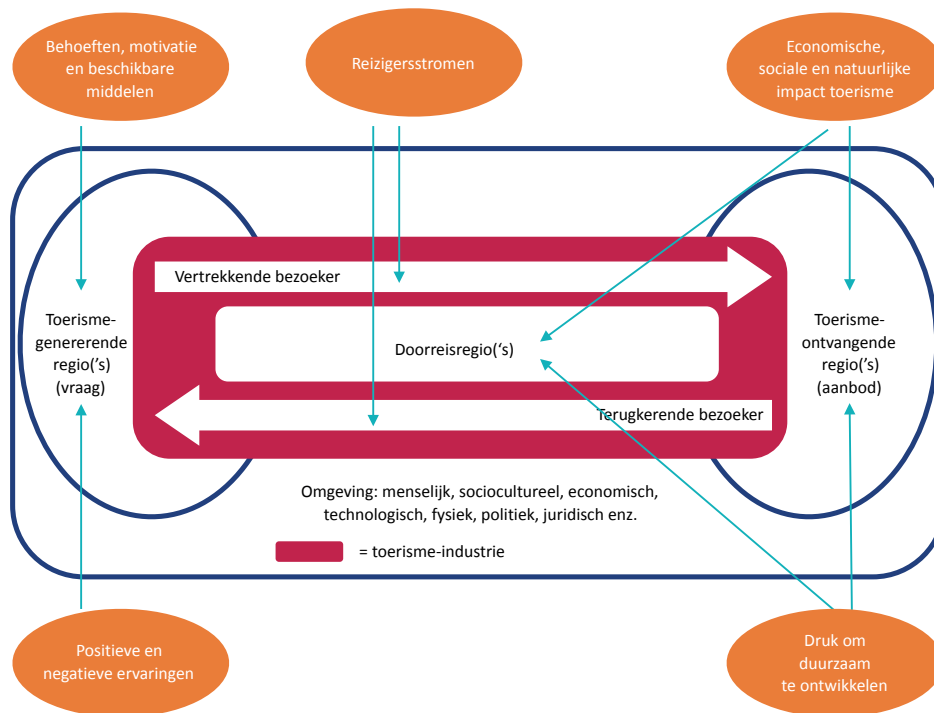 Behoeften, motivatie
en beschikbare
middelen
Reizigersstromen
Economische,
sociale en natuurlijke
impact toerisme
Vertrekkende bezoeker
Toerisme-
genererende
regio('s)
(vraag)
Doorreisregio('s)
Toerisme-
ontvangende
regio('s)
(aanbod)
Terugkerende bezoeker
Omgeving: menselijk, sociocultureel, economisch,
technologisch, fysiek, politiek, juridisch enz.
= toerisme-industrie
Positieve en
negatieve ervaringen
Druk om
duurzaam
te ontwikkelen